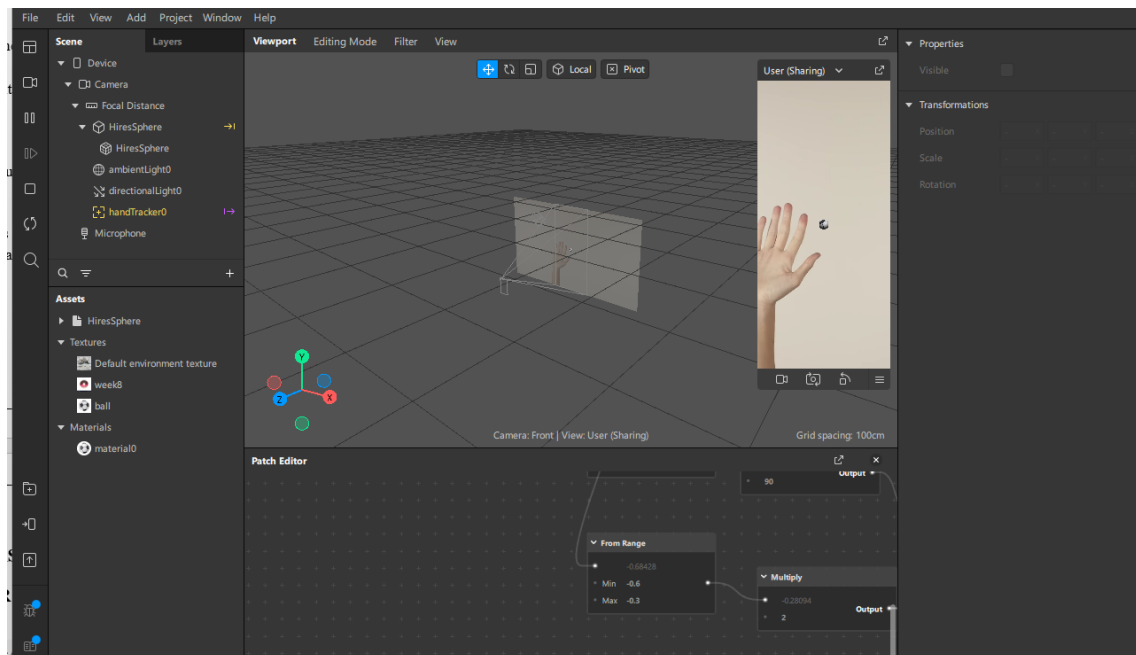 File Edit View Add Project Window Help
Scene Layers
Device
Camera
Focal Distance
HiresSphere
HiresSphere
ambientLight0
directionalLight0
handTracker0
Microphone
Assets
HiresSphere
Textures
Default environment texture
week8
ball
Materials
material0
Viewport Editing Mode Filter View
Local Pivot
User (Sharing)
Y
Z
X
Camera: Front | View: User (Sharing)
Grid spacing: 100cm
Patch Editor
90
Output
From Range
-0.68428
Min -0.6
Max -0.3
Multiply
-0.28094
Output
2
Properties
Visible
Transformations
Position
Scale
Rotation